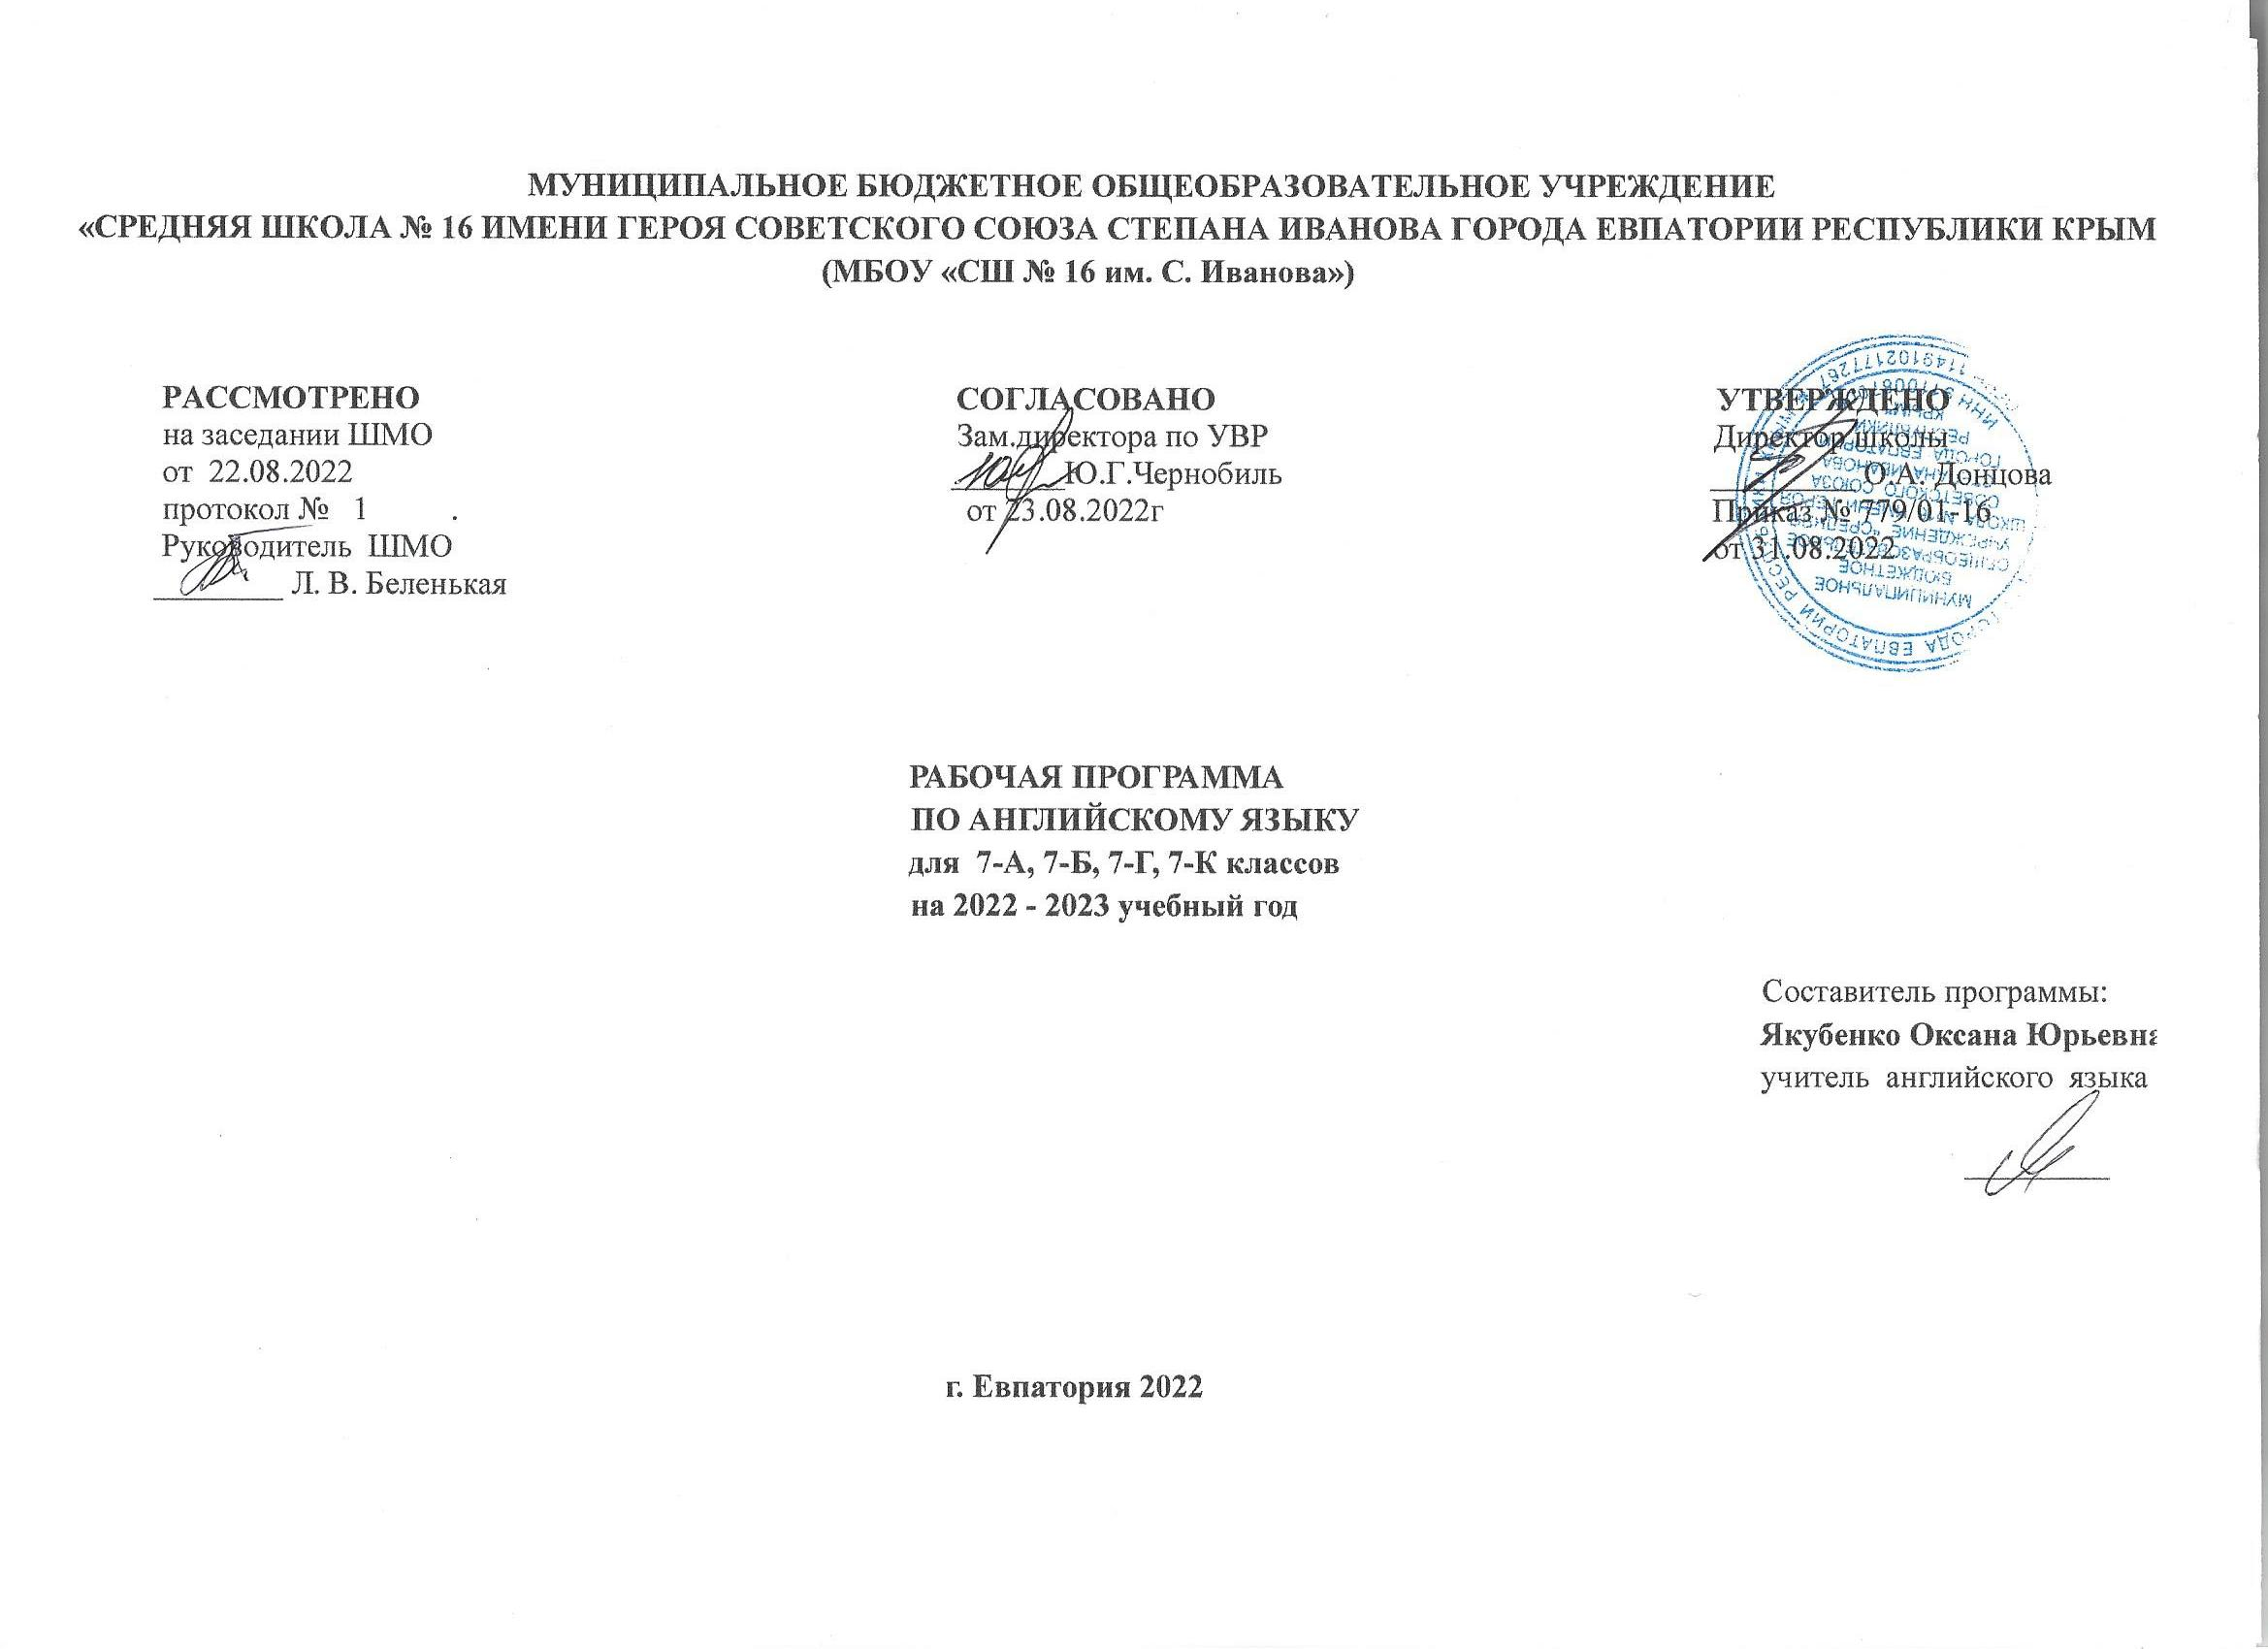 МУНИЦИПАЛЬНОЕ БЮДЖЕТНОЕ ОБЩЕОБРАЗОВАТЕЛЬНОЕ УЧРЕЖДЕНИЕ
«СРЕДНЯЯ ШКОЛА № 16 ИМЕНИ ГЕРОЯ СОВЕТСКОГО СОЮЗА СТЕПАНА ИВАНОВА ГОРОДА ЕВПАТОРИИ РЕСПУБЛИКИ КРЫМ
(МБОУ «СШ № 16 им. С. Иванова»)
РАССМОТРЕНО
на заседании ШМО
от 22.08.2022
протокол № 1 .
Руководитель ШМО
________ Л. В. Беленькая
СОГЛАСОВАНО
Зам.директора по УВР
_______Ю.Г.Чернобиль
от 23.08.2022г
УТВЕРЖДЕНО
Директор школы
_________ О.А. Донцова
Приказ № 779/01-16
от 31.08.2022
МУНИЦИПАЛЬНОЕ
БЮДЖЕТНОЕ
РАБОЧАЯ ПРОГРАММА
ПО АНГЛИЙСКОМУ ЯЗЫКУ
для 7-А, 7-Б, 7-Г, 7-К классов
на 2022 - 2023 учебный год
Составитель программы:
Якубенко Оксана Юрьевна
учитель английского языка
_________
г. Евпатория 2022